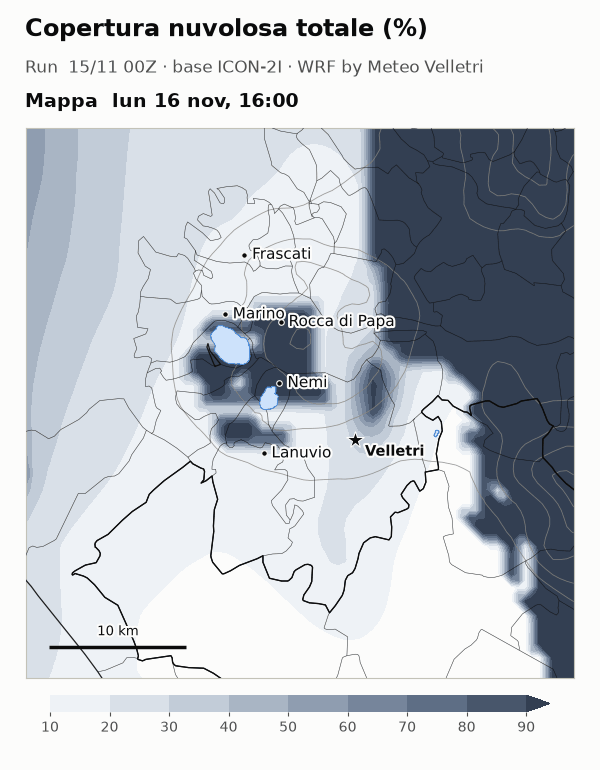 Copertura nuvolosa totale (%)
Run  15/11 00Z · base ICON-2I · WRF by Meteo Velletri
Mappa  lun 16 nov, 16:00
Frascati
Marino
Rocca di Papa
Nemi
Velletri
Lanuvio
10 km
10 20 30 40 50 60 70 80 90